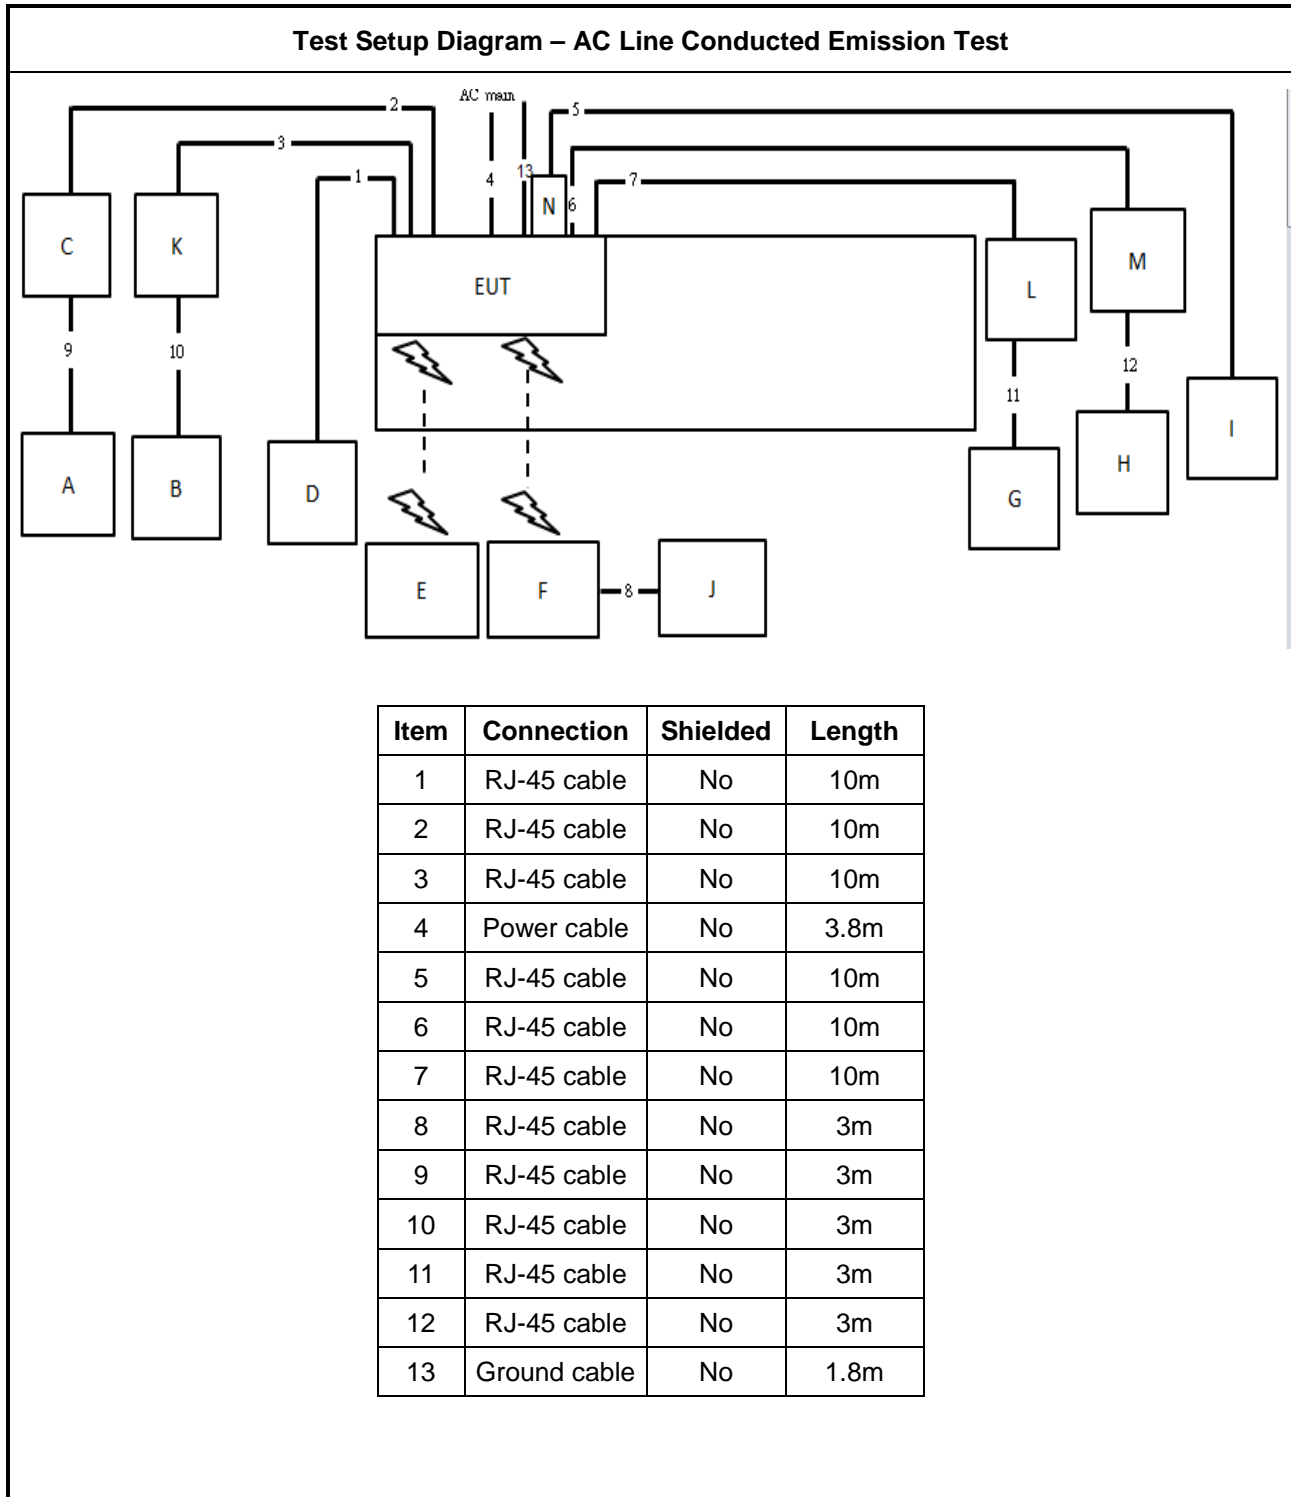 Test Setup Diagram – AC Line Conducted Emission Test
AC main
2
5
3
1
4
13
N
6
7
C
K
EUT
L
M
9
10
11
12
A
B
D
G
H
I
E
F
8
J
Item Connection Shielded Length
1 RJ-45 cable No 10m
2 RJ-45 cable No 10m
3 RJ-45 cable No 10m
4 Power cable No 3.8m
5 RJ-45 cable No 10m
6 RJ-45 cable No 10m
7 RJ-45 cable No 10m
8 RJ-45 cable No 3m
9 RJ-45 cable No 3m
10 RJ-45 cable No 3m
11 RJ-45 cable No 3m
12 RJ-45 cable No 3m
13 Ground cable No 1.8m